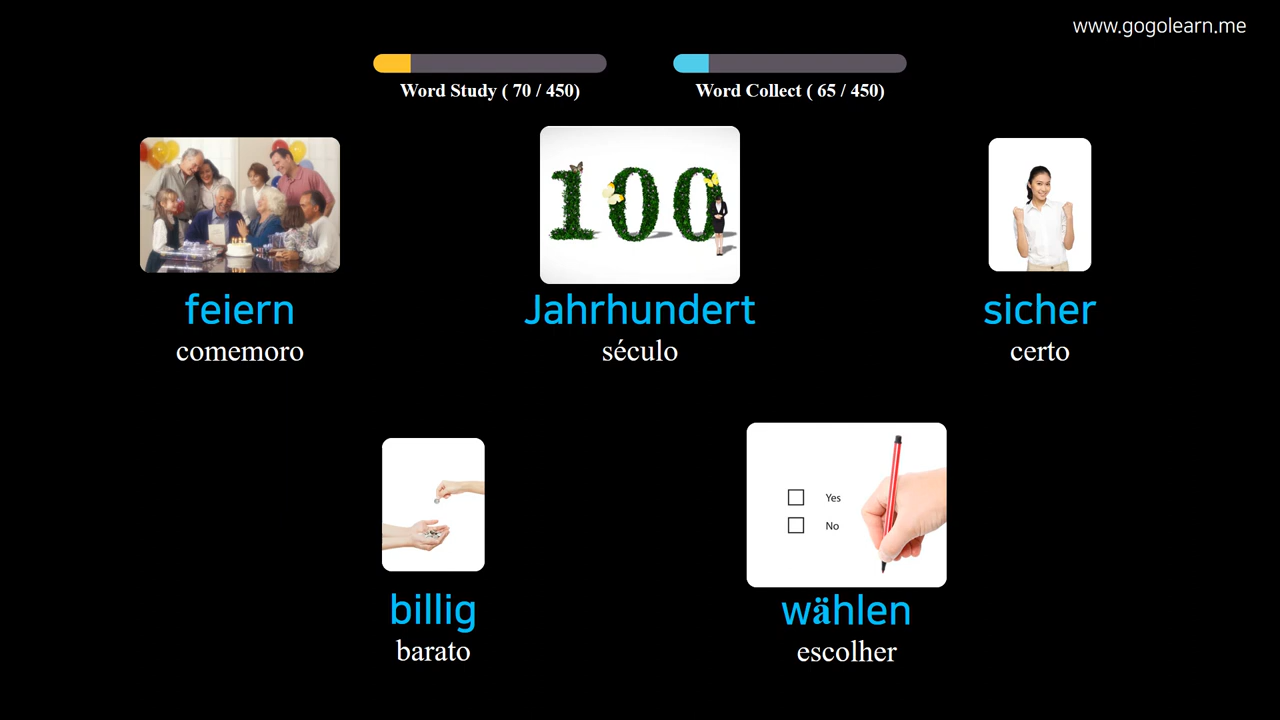 www.gogolearn.me
Word Study ( 70 / 450)
Word Collect ( 65 / 450)
100
feiern
comemoro
Jahrhundert
século
sicher
certo
Yes
No
billig
barato
wählen
escolher